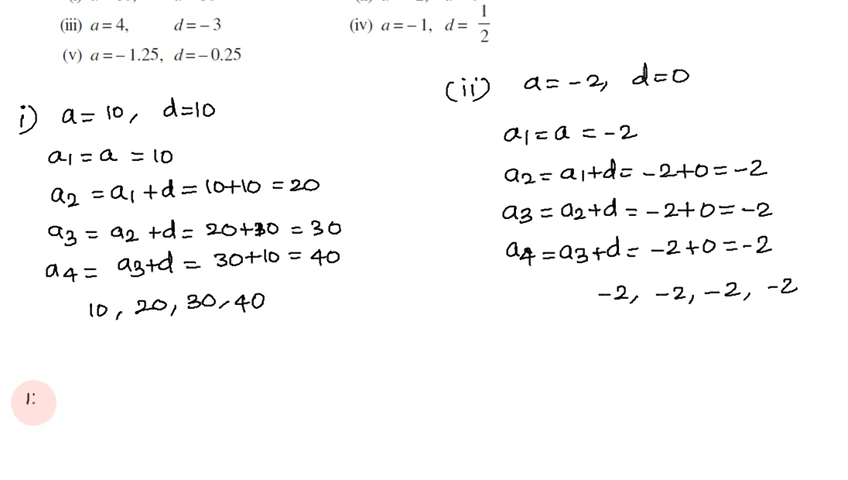 (iii) a = 4, d = – 3
(iv) a = – 1, d = 1/2
(v) a = – 1.25, d = – 0.25
i) a = 10, d=10
a1 = a = 10
a2 = a1 + d = 10+10 = 20
a3 = a2 + d = 20+10 = 30
a4 = a3+d = 30+10 = 40
10, 20, 30, 40
(ii) a = -2, d=0
a1 = a = -2
a2 = a1+d = -2+0 = -2
a3 = a2+d = -2+0 = -2
a4 = a3+d = -2+0 = -2
-2, -2, -2, -2